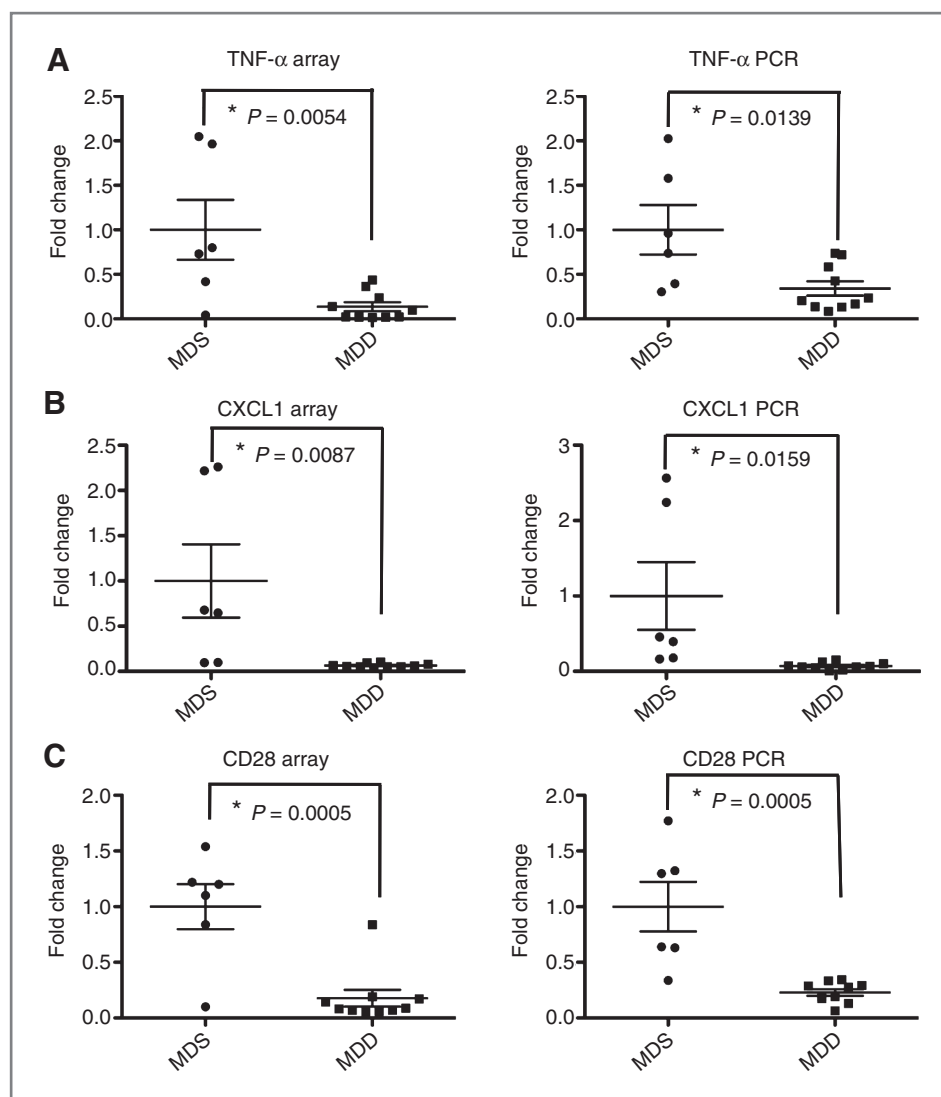 A
TNF-α array
TNF-α PCR
* P = 0.0054
* P = 0.0139
Fold change
2.5
2.0
1.5
1.0
0.5
0.0
MDS
MDD
Fold change
2.5
2.0
1.5
1.0
0.5
0.0
MDS
MDD
B
CXCL1 array
CXCL1 PCR
* P = 0.0087
* P = 0.0159
Fold change
2.5
2.0
1.5
1.0
0.5
0.0
MDS
MDD
Fold change
3
2
1
0
MDS
MDD
C
CD28 array
CD28 PCR
* P = 0.0005
* P = 0.0005
Fold change
2.0
1.5
1.0
0.5
0.0
MDS
MDD
Fold change
2.0
1.5
1.0
0.5
0.0
MDS
MDD